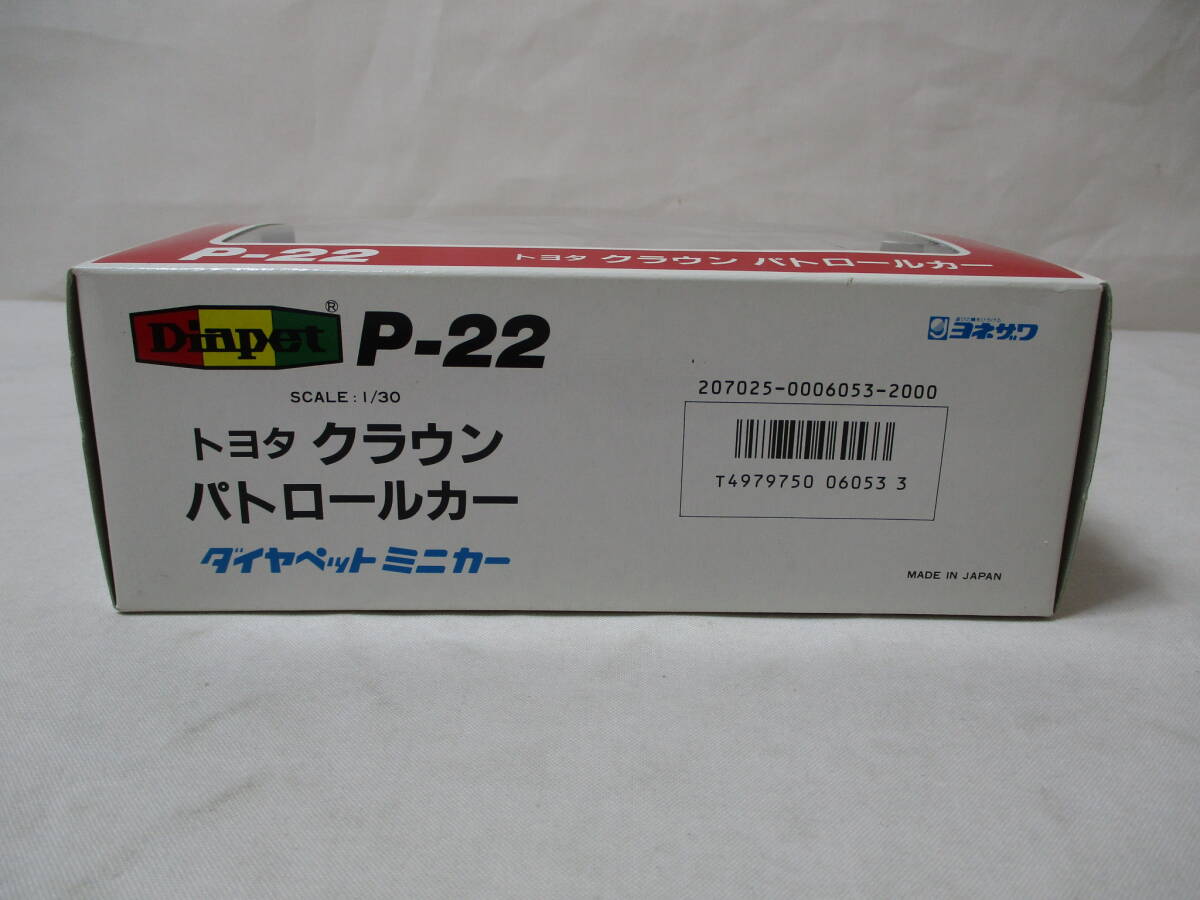 P-22
トヨタ クラウン パトロールカー
Diapet® P-22
ヨネザワ
SCALE : 1/30
207025-0006053-2000
トヨタ クラウン
T4979750 06053 3
パトロールカー
ダイヤペット ミニカー
MADE IN JAPAN